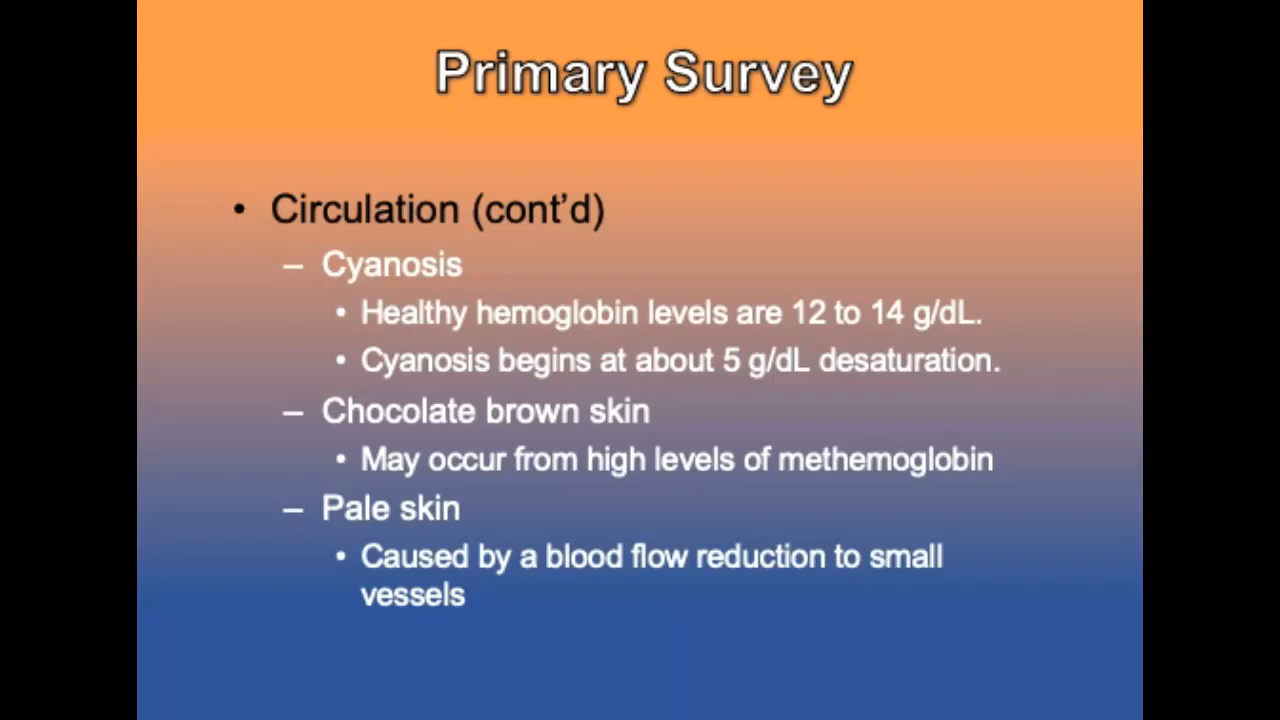 Primary Survey
• Circulation (cont’d)
– Cyanosis
• Healthy hemoglobin levels are 12 to 14 g/dL.
• Cyanosis begins at about 5 g/dL desaturation.
– Chocolate brown skin
• May occur from high levels of methemoglobin
– Pale skin
• Caused by a blood flow reduction to small
vessels